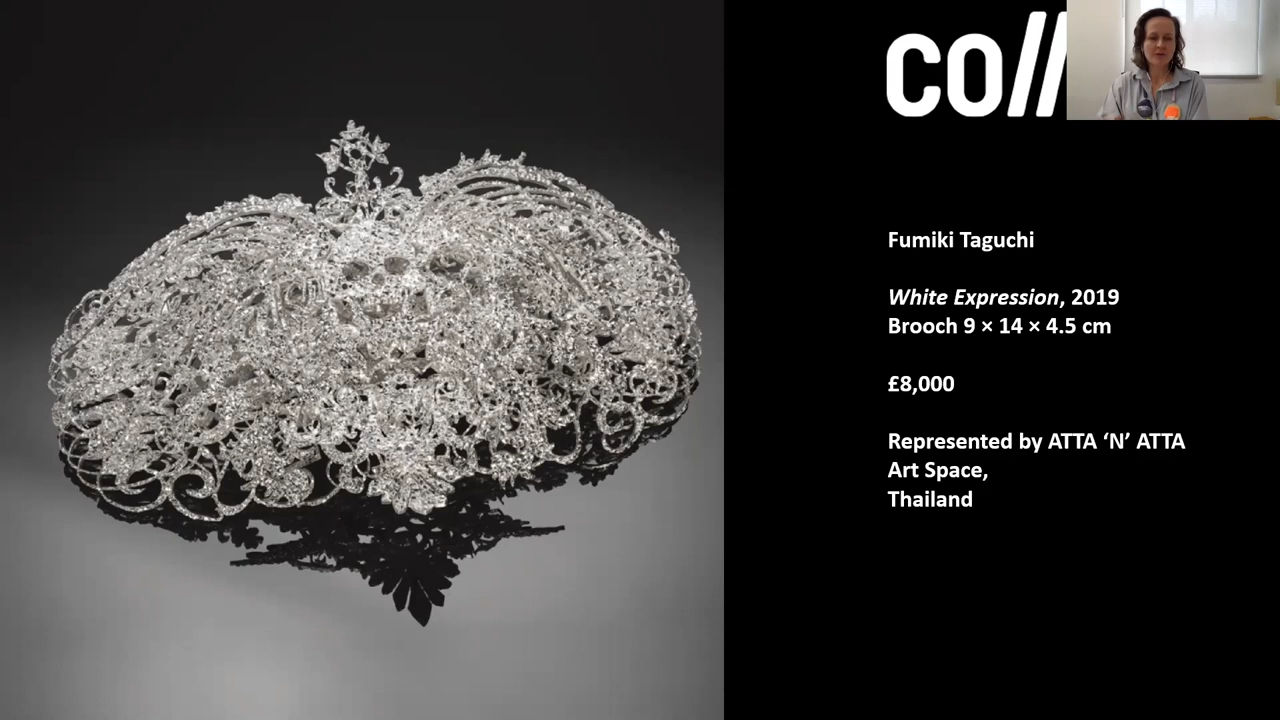 co//
Fumiki Taguchi
White Expression, 2019
Brooch 9 × 14 × 4.5 cm
£8,000
Represented by ATTA ‘N’ ATTA
Art Space,
Thailand